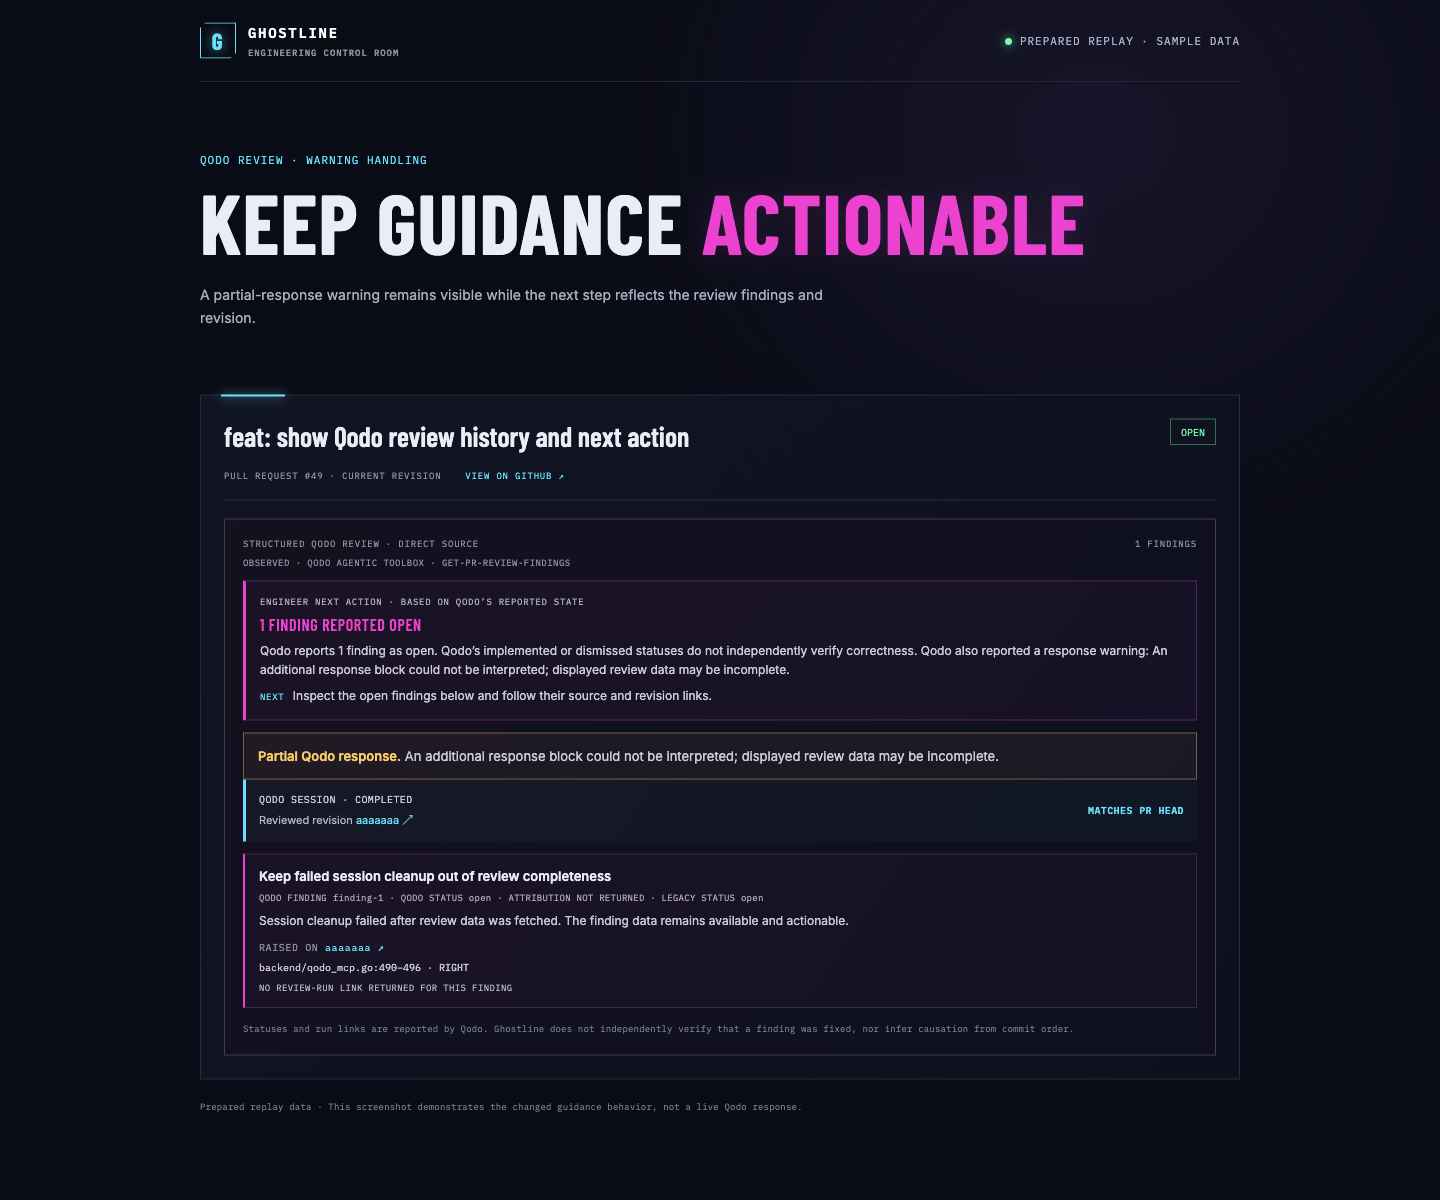 G
GHOSTLINE
ENGINEERING CONTROL ROOM
PREPARED REPLAY · SAMPLE DATA
QODO REVIEW · WARNING HANDLING
KEEP GUIDANCE ACTIONABLE
A partial-response warning remains visible while the next step reflects the review findings and
revision.
feat: show Qodo review history and next action
OPEN
PULL REQUEST #49 · CURRENT REVISION VIEW ON GITHUB ↗
STRUCTURED QODO REVIEW · DIRECT SOURCE
1 FINDINGS
OBSERVED · QODO AGENTIC TOOLBOX · GET-PR-REVIEW-FINDINGS
ENGINEER NEXT ACTION · BASED ON QODO'S REPORTED STATE
1 FINDING REPORTED OPEN
Qodo reports 1 finding as open. Qodo's implemented or dismissed statuses do not independently verify correctness. Qodo also reported a response warning: An
additional response block could not be interpreted; displayed review data may be incomplete.
NEXT Inspect the open findings below and follow their source and revision links.
Partial Qodo response. An additional response block could not be interpreted; displayed review data may be incomplete.
QODO SESSION · COMPLETED
Reviewed revision aaaaaaa ↗
MATCHES PR HEAD
Keep failed session cleanup out of review completeness
QODO FINDING finding-1 · QODO STATUS open · ATTRIBUTION NOT RETURNED · LEGACY STATUS open
Session cleanup failed after review data was fetched. The finding data remains available and actionable.
RAISED ON aaaaaaa ↗
backend/qodo_mcp.go:490–496 · RIGHT
NO REVIEW-RUN LINK RETURNED FOR THIS FINDING
Statuses and run links are reported by Qodo. Ghostline does not independently verify that a finding was fixed, nor infer causation from commit order.
Prepared replay data · This screenshot demonstrates the changed guidance behavior, not a live Qodo response.